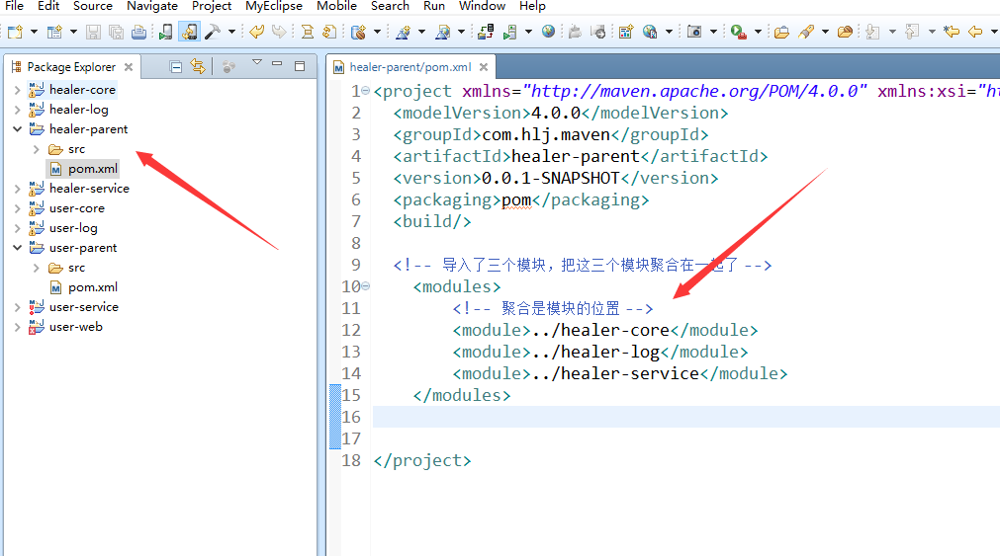 File Edit Source Navigate Project MyEclipse Mobile Search Run Window Help
Package Explorer
healer-core
healer-log
healer-parent
src
pom.xml
healer-service
user-core
user-log
user-parent
src
pom.xml
user-service
user-web
healer-parent/pom.xml
1 <project xmlns="http://maven.apache.org/POM/4.0.0" xmlns:xsi="ht
2 <modelVersion>4.0.0</modelVersion>
3 <groupId>com.hlj.maven</groupId>
4 <artifactId>healer-parent</artifactId>
5 <version>0.0.1-SNAPSHOT</version>
6 <packaging>pom</packaging>
7 <build/>
8
9 <!-- 导入了三个模块，把这三个模块聚合在一起了 -->
10 <modules>
11 <!-- 聚合是模块的位置 -->
12 <module>../healer-core</module>
13 <module>../healer-log</module>
14 <module>../healer-service</module>
15 </modules>
16
17
18 </project>